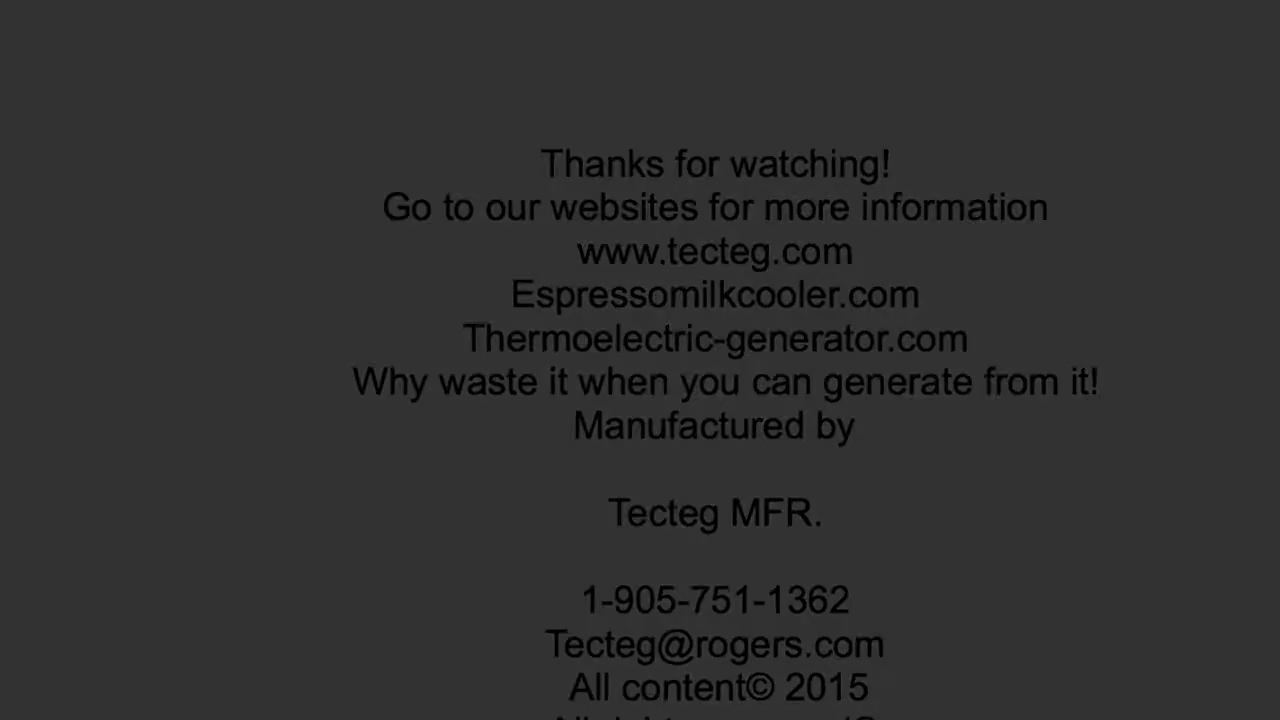 Thanks for watching!
Go to our websites for more information
www.tecteg.com
Espressomilkcooler.com
Thermoelectric-generator.com
Why waste it when you can generate from it!
Manufactured by
Tecteg MFR.
1-905-751-1362
Tecteg@rogers.com
All content© 2015